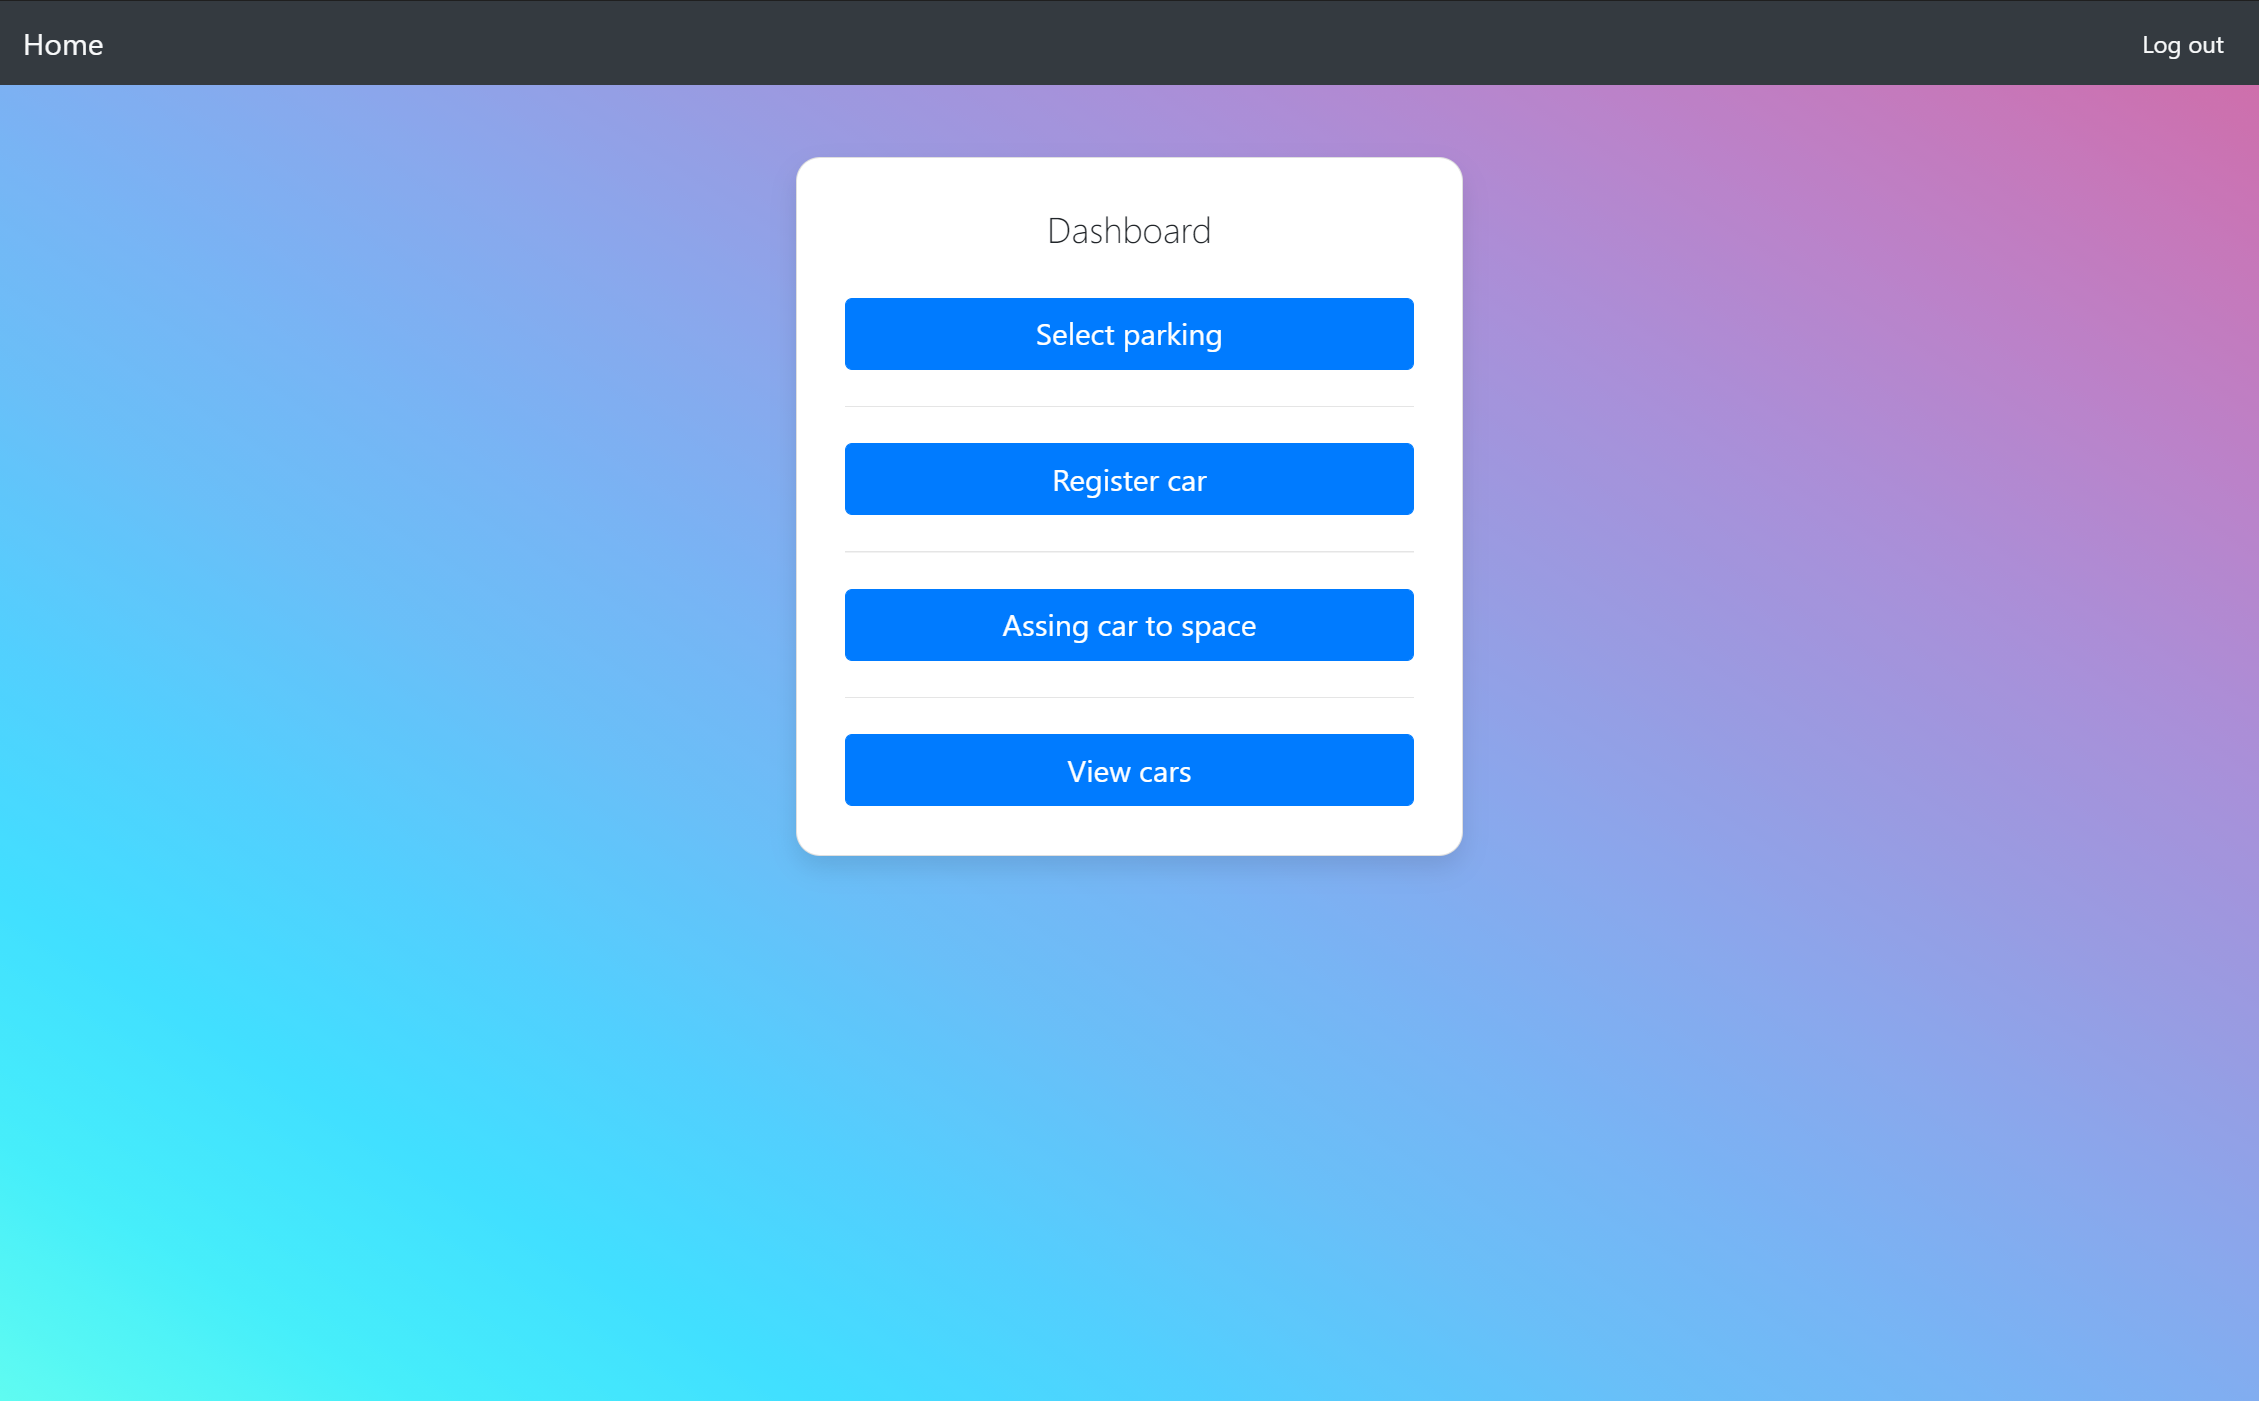 Home
Log out
Dashboard
Select parking
Register car
Assing car to space
View cars